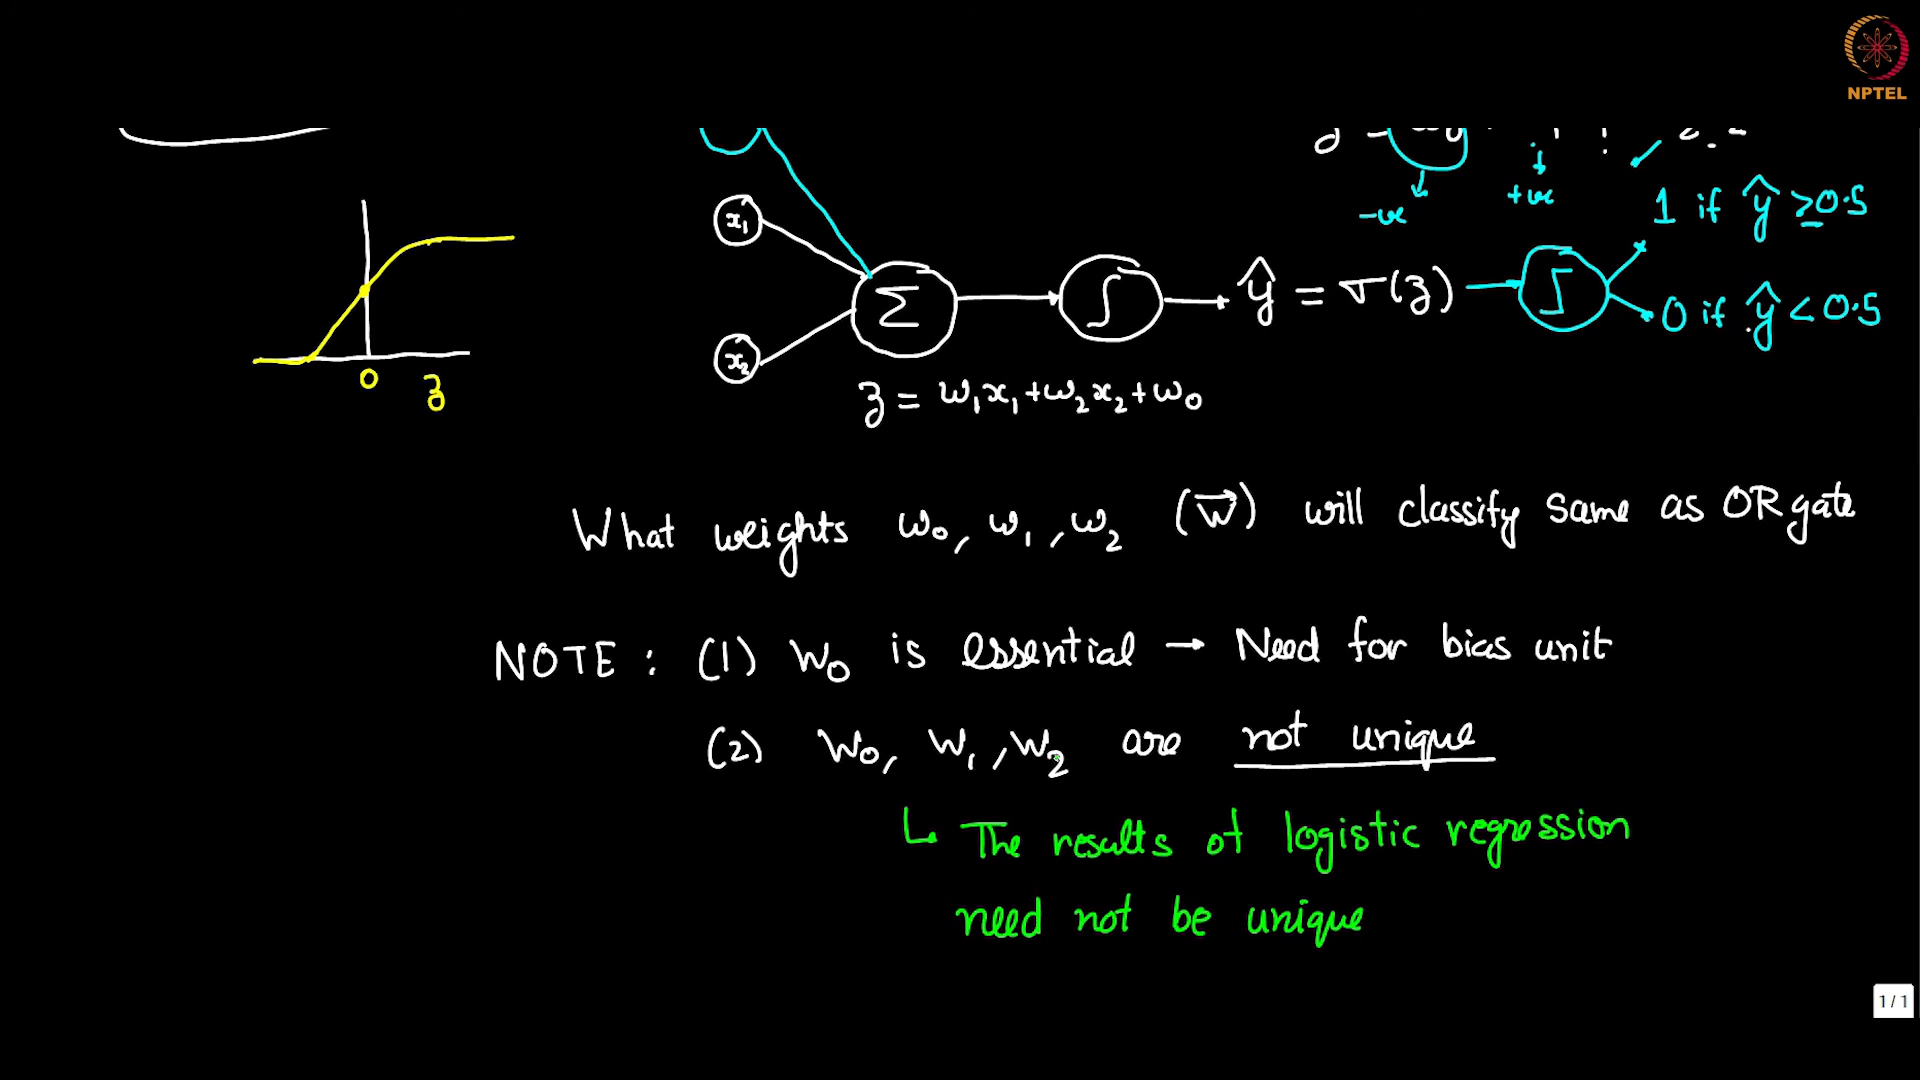 NPTEL
-ve
+ve
1 if ŷ ≥ 0.5
x₁
Σ
∫
ŷ = σ(z)
∫
0 if ŷ < 0.5
x₂
0
z
z = w₁x₁ + w₂x₂ + w₀
What weights w₀, w₁, w₂ (w⃗) will classify same as OR gate
NOTE : (1) W₀ is essential → Need for bias unit
(2) W₀, W₁, W₂ are not unique
↳ The results of logistic regression
need not be unique
1 / 1